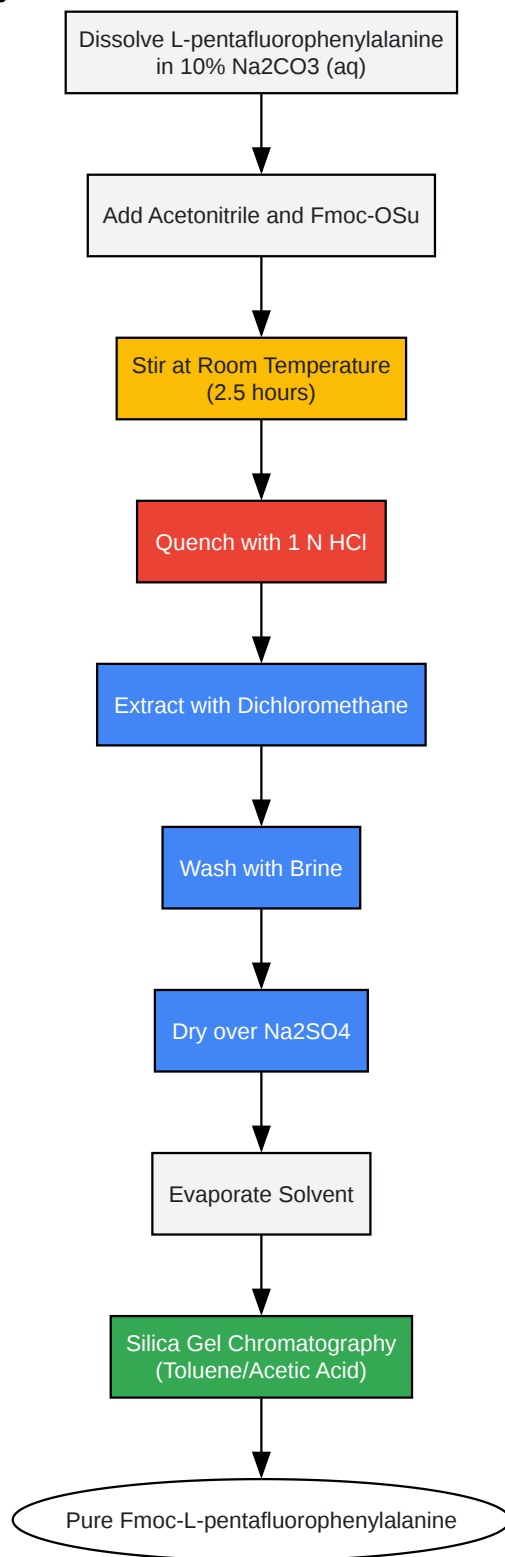 Dissolve L-pentafluorophenylalanine
in 10% Na2CO3 (aq)
Add Acetonitrile and Fmoc-OSu
Stir at Room Temperature
(2.5 hours)
Quench with 1 N HCl
Extract with Dichloromethane
Wash with Brine
Dry over Na2SO4
Evaporate Solvent
Silica Gel Chromatography
(Toluene/Acetic Acid)
Pure Fmoc-L-pentafluorophenylalanine